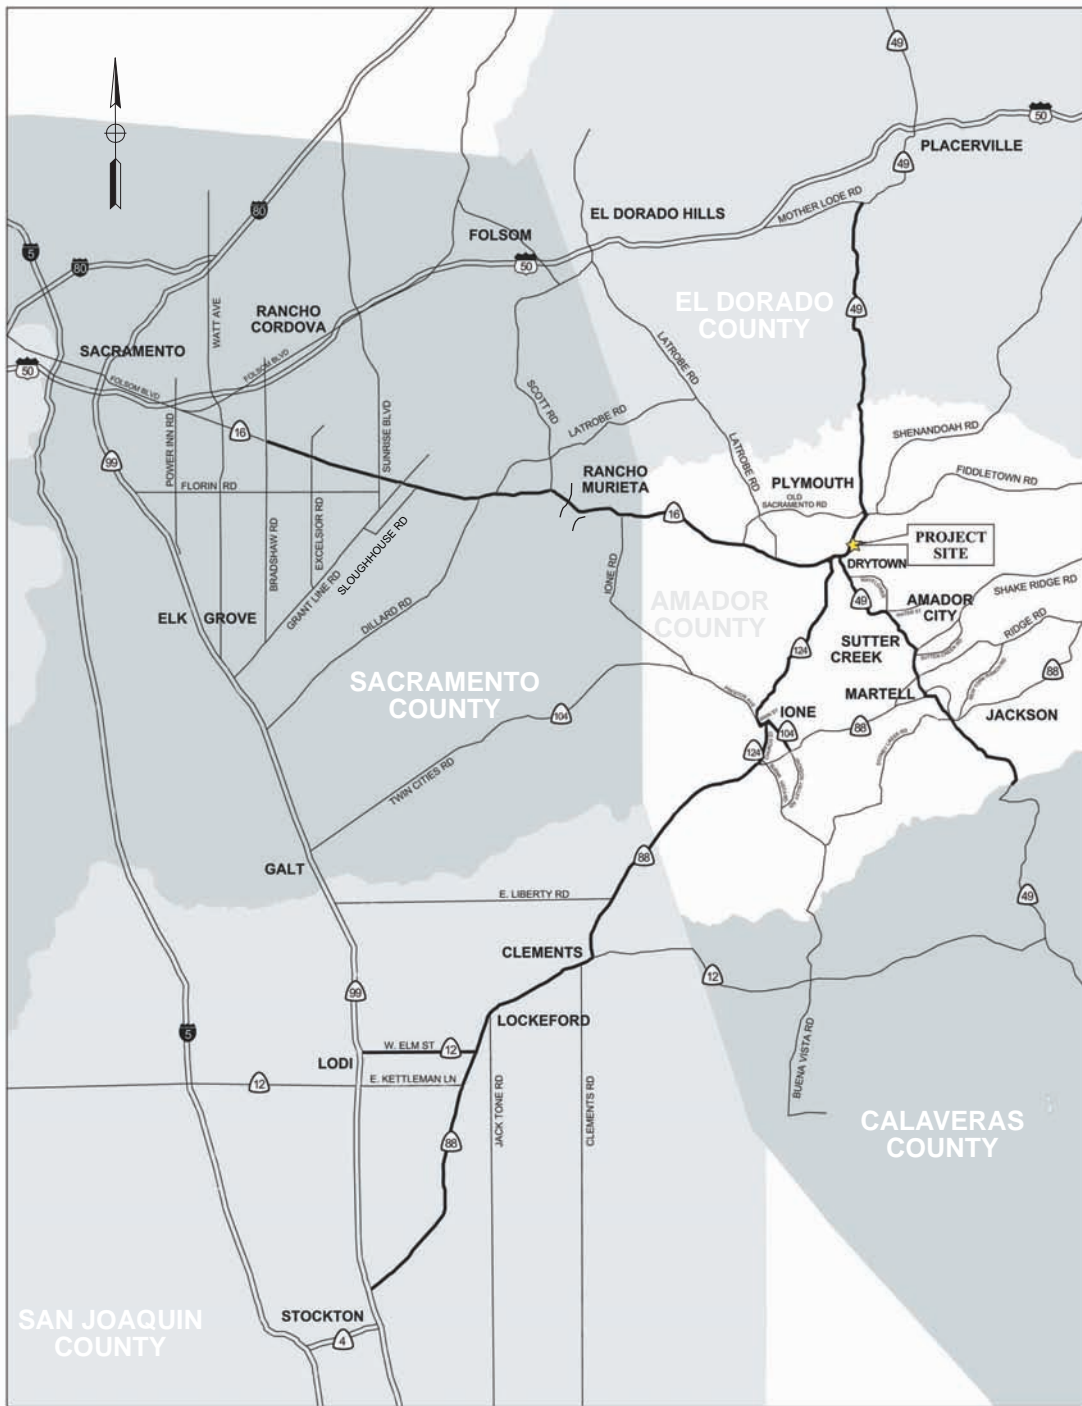 49
50
PLACERVILLE
49
MOTHER LODE RD
EL DORADO HILLS
80
FOLSOM
5
80
50
EL DORADO
COUNTY
49
WATT AVE
RANCHO
CORDOVA
SACRAMENTO
50
FOLSOM BLVD
FOLSOM BLVD
LATROBE RD
SCOTT RD
LATROBE RD
LATROBE RD
SHENANDOAH RD
FIDDLETOWN RD
16
99
POWER INN RD
SUNRISE BLVD
FLORIN RD
RANCHO
MURIETA
PLYMOUTH
OLD
SACRAMENTO RD
16
PROJECT
SITE
DRYTOWN
BRADSHAW RD
EXCELSIOR RD
SLOUGHHOUSE RD
GRANT LINE RD
DILLARD RD
IONE RD
SHAKE RIDGE RD
AMADOR
CITY
49
ELK GROVE
AMADOR
COUNTY
RIDGE RD
124
SUTTER
CREEK
88
SACRAMENTO
COUNTY
MARTELL
JACKSON
104
IONE
104
88
124
TWIN CITIES RD
88
GALT
E. LIBERTY RD
49
CLEMENTS
12
99
LOCKEFORD
5
W. ELM ST
12
LODI
E. KETTLEMAN LN
12
JACK TONE RD
CLEMENTS RD
BUENA VISTA RD
88
CALAVERAS
COUNTY
STOCKTON
4
SAN JOAQUIN
COUNTY